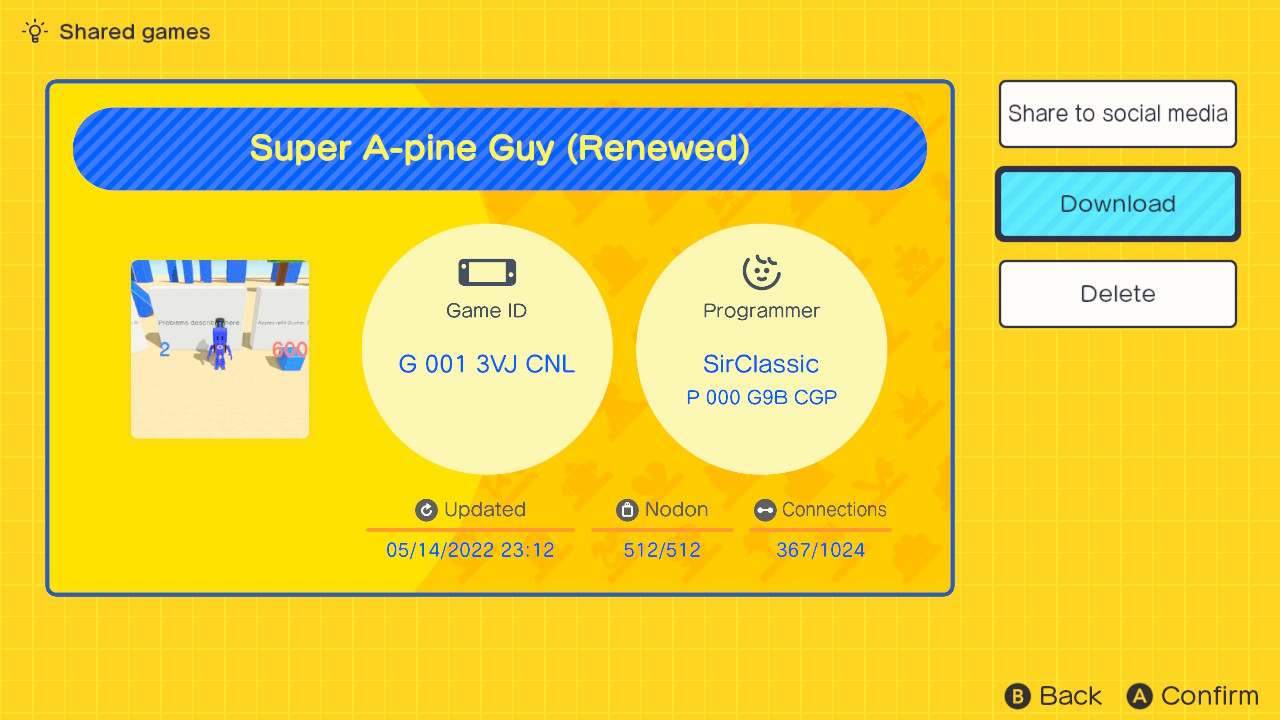 Shared games
Super A-pine Guy (Renewed)
Share to social media
Download
Delete
Problems describ here.
2
600
Game ID
G 001 3VJ CNL
Programmer
SirClassic
P 000 G9B CGP
Updated
Nodon
Connections
05/14/2022 23:12
512/512
367/1024
B Back
A Confirm